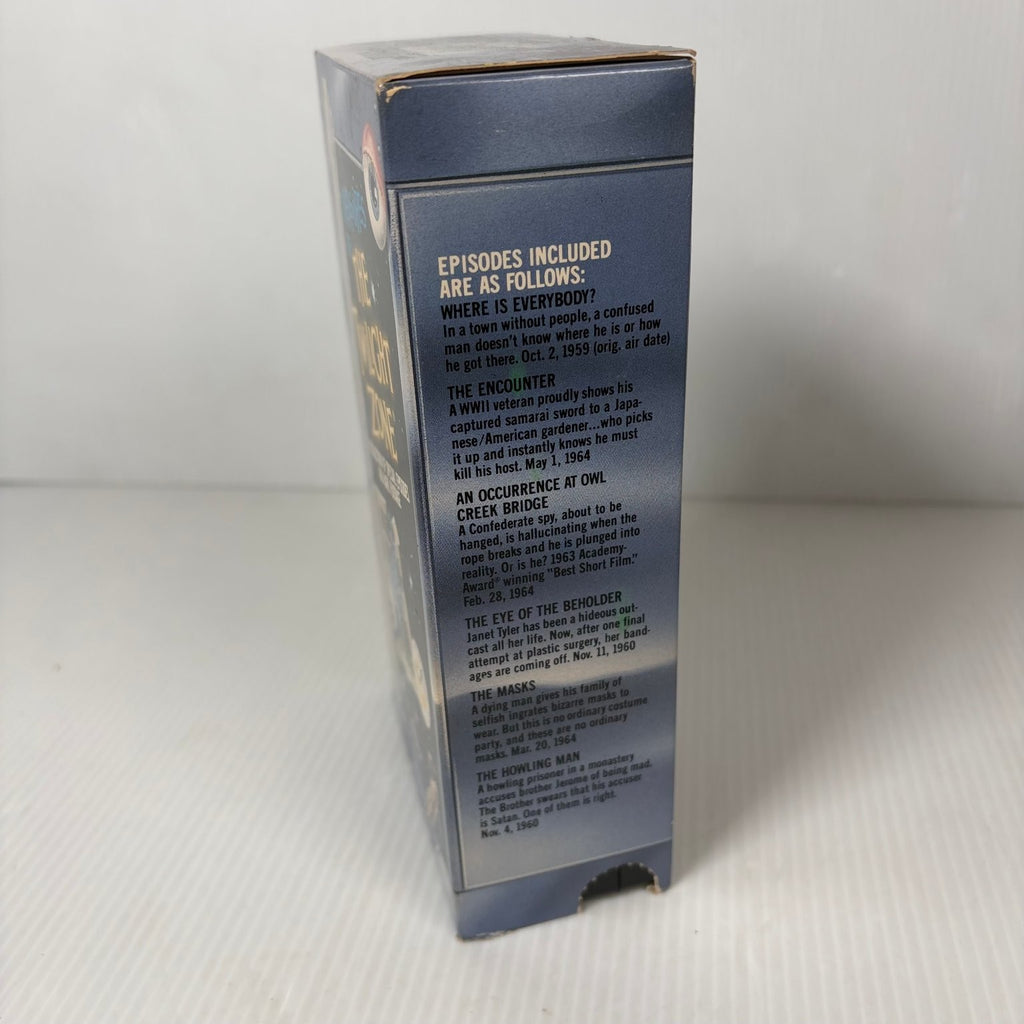 EPISODES INCLUDED
ARE AS FOLLOWS:
WHERE IS EVERYBODY?
In a town without people, a confused
man doesn't know where he is or how
he got there. Oct. 2, 1959 (orig. air date)
THE ENCOUNTER
A WWII veteran proudly shows his
captured samarai sword to a Japa-
nese/American gardener...who picks
it up and instantly knows he must
kill his host. May 1, 1964
AN OCCURRENCE AT OWL
CREEK BRIDGE
A Confederate spy, about to be
hanged, is hallucinating when the
rope breaks and he is plunged into
reality. Or is he? 1963 Academy-
Award® winning "Best Short Film."
Feb. 28, 1964
THE EYE OF THE BEHOLDER
Janet Tyler has been a hideous out-
cast all her life. Now, after one final
attempt at plastic surgery, her band-
ages are coming off. Nov. 11, 1960
THE MASKS
A dying man gives his family of
selfish ingrates bizarre masks to
wear. But this is no ordinary costume
party, and these are no ordinary
masks. Mar. 20, 1964
THE HOWLING MAN
A howling prisoner in a monastery
accuses brother Jerome of being mad.
The Brother swears that his accuser
is Satan. One of them is right.
Nov. 4, 1960
THE
TWILIGHT
ZONE